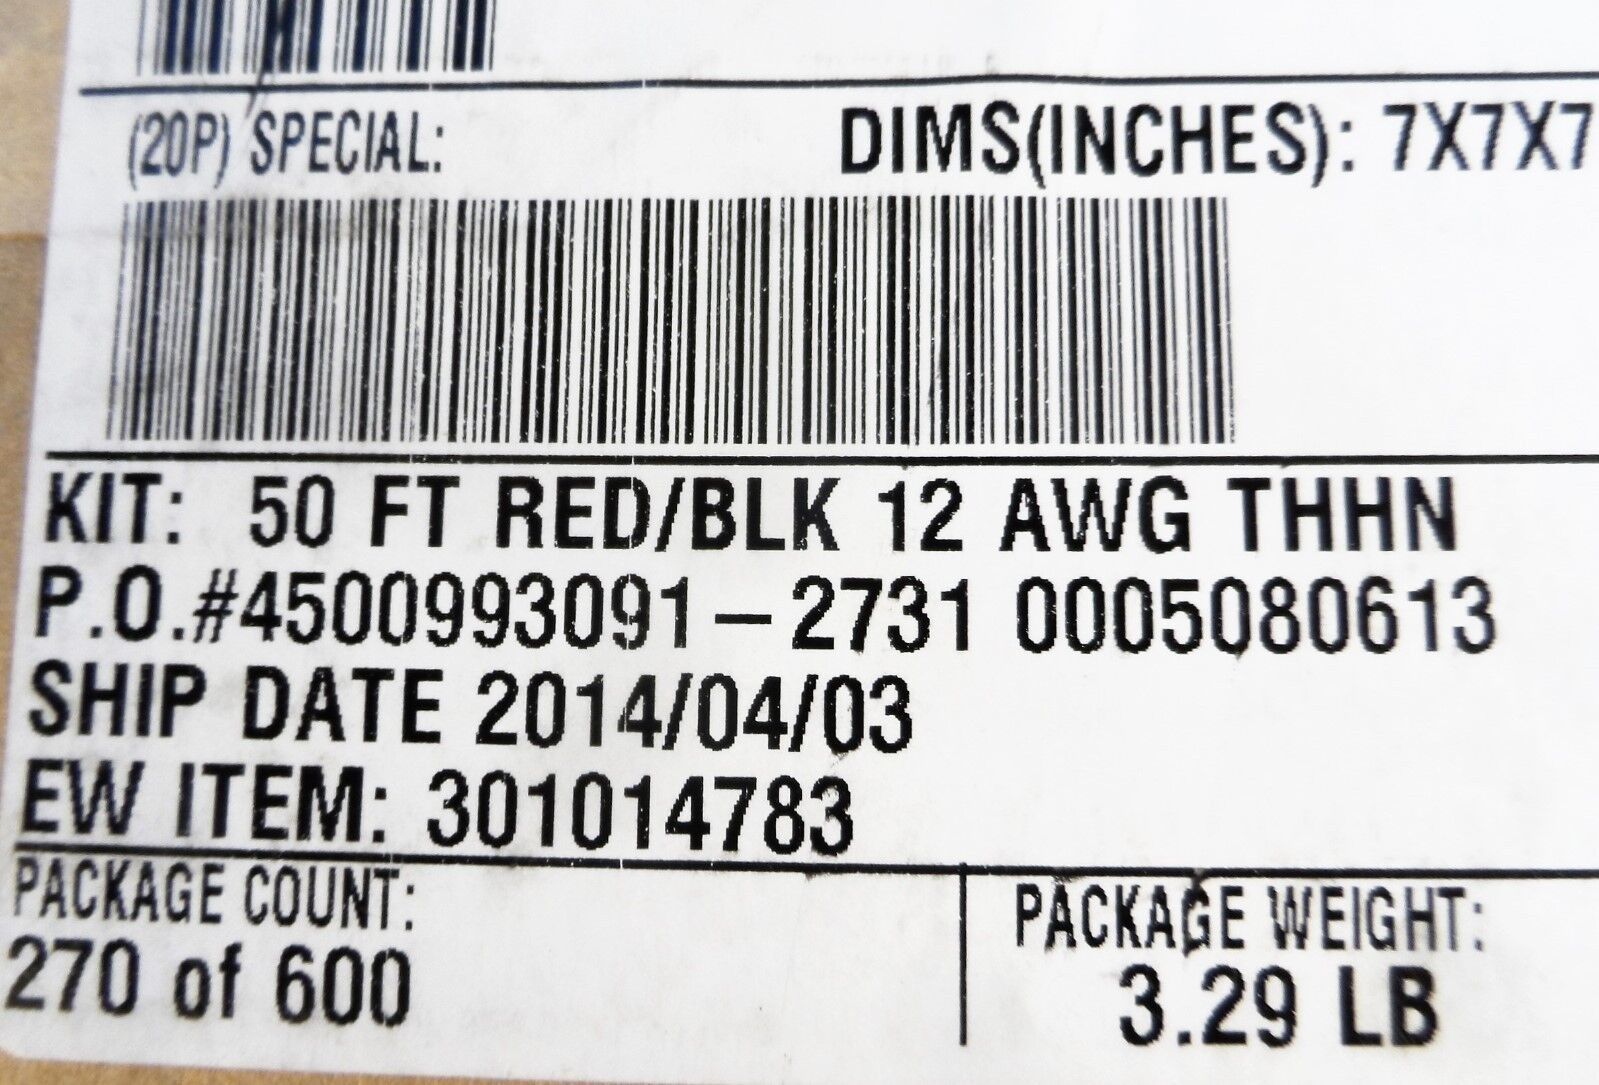 (20P) SPECIAL: DIMS(INCHES): 7X7X7
KIT: 50 FT RED/BLK 12 AWG THHN
P.O.#4500993091-2731 0005080613
SHIP DATE 2014/04/03
EW ITEM: 301014783
PACKAGE COUNT: PACKAGE WEIGHT:
270 of 600 3.29 LB